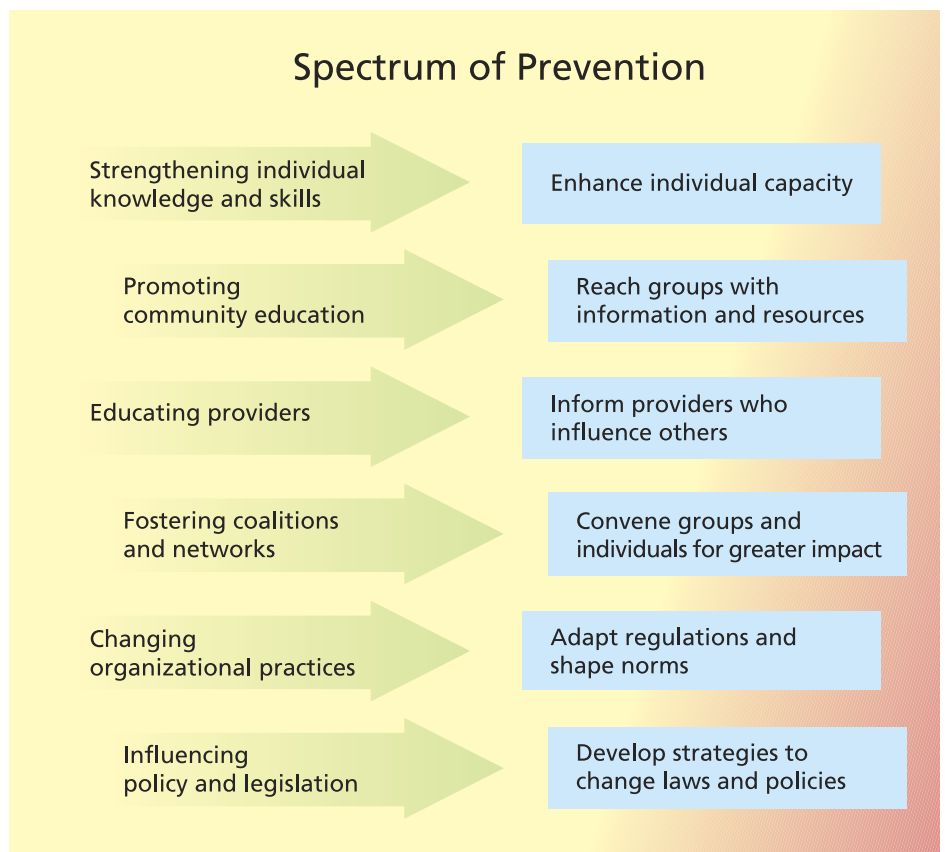 Spectrum of Prevention
Strengthening individual
knowledge and skills
Enhance individual capacity
Promoting
community education
Reach groups with
information and resources
Educating providers
Inform providers who
influence others
Fostering coalitions
and networks
Convene groups and
individuals for greater impact
Changing
organizational practices
Adapt regulations and
shape norms
Influencing
policy and legislation
Develop strategies to
change laws and policies